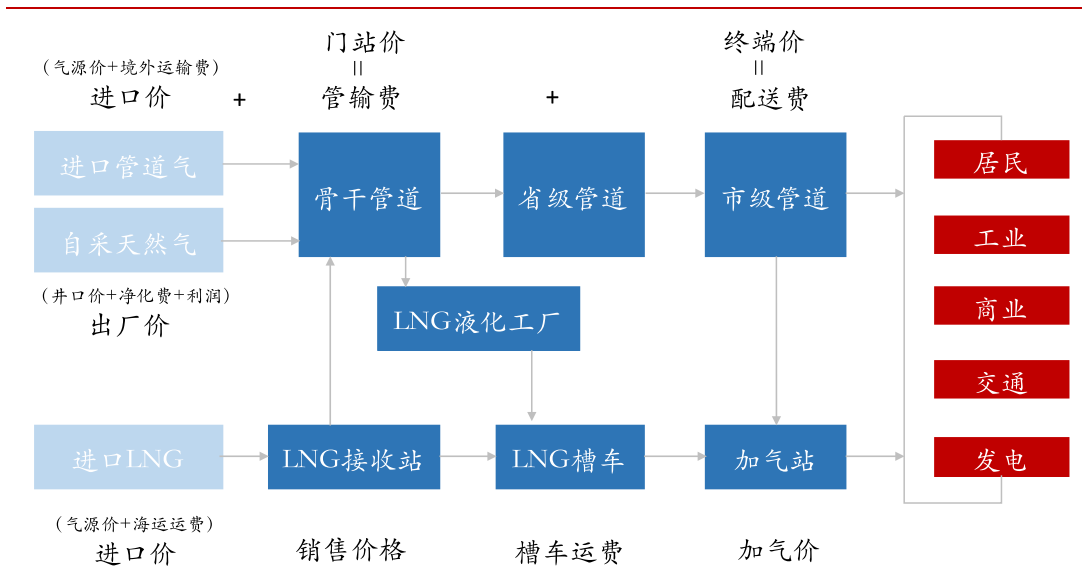 门站价
终端价
(气源价+境外运输费)
=
=
进口价
+
管输费
+
配送费
进口管道气
骨干管道
省级管道
市级管道
居民
自采天然气
工业
(井口价+净化费+利润)
出厂价
LNG液化工厂
商业
交通
进口LNG
LNG接收站
LNG槽车
加气站
发电
(气源价+海运运费)
进口价
销售价格
槽车运费
加气价